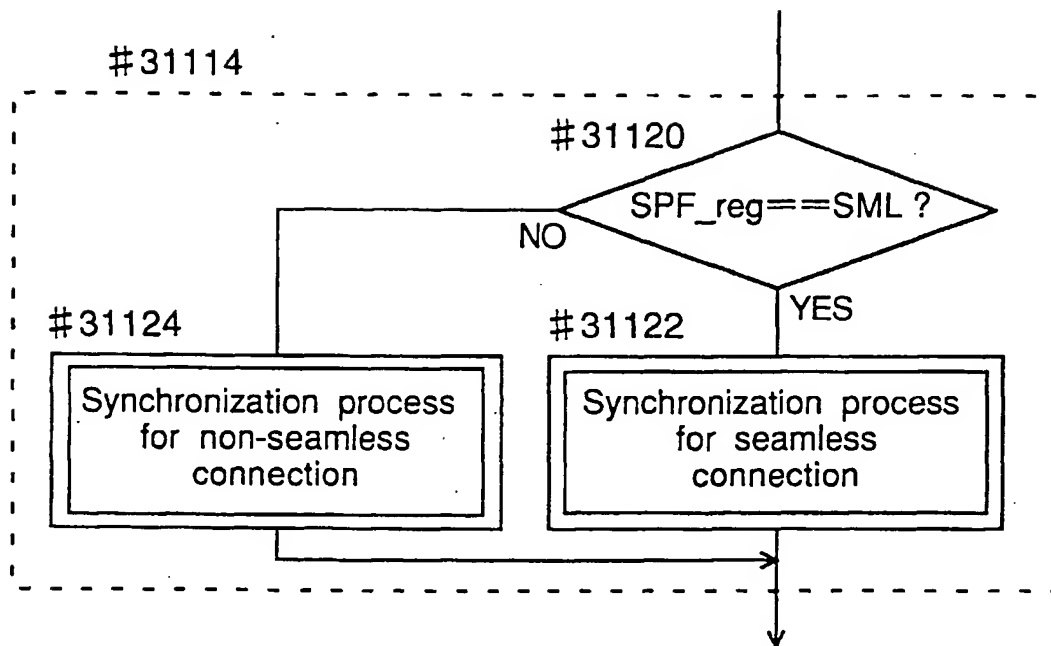 #31114
#31120
SPF_reg==SML ?
NO
YES
#31124
#31122
Synchronization process
for non-seamless
connection
Synchronization process
for seamless
connection